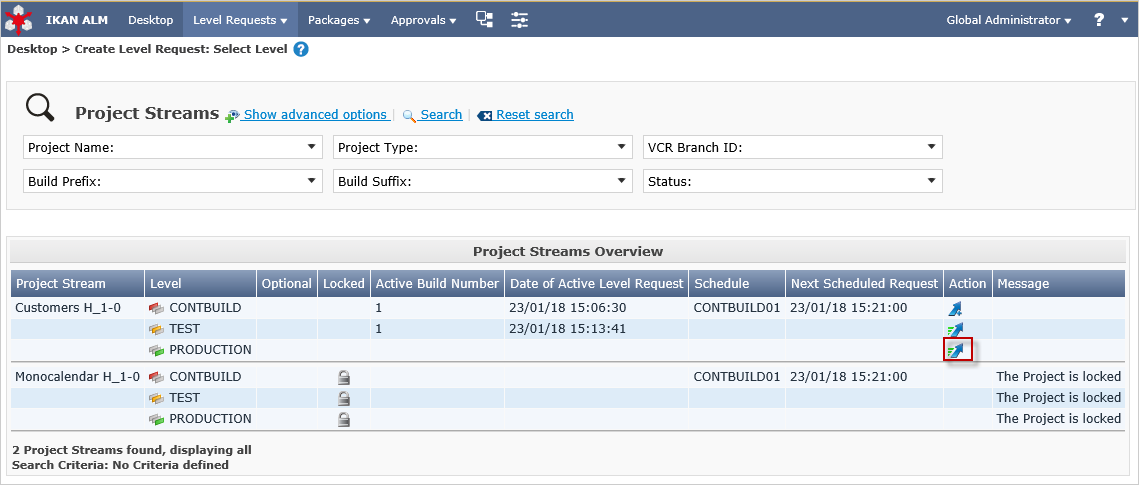 IKAN ALM Desktop Level Requests Packages Approvals Global Administrator ?
Desktop > Create Level Request: Select Level ?
Project Streams Show advanced options | Search | Reset search
Project Name: Project Type: VCR Branch ID:
Build Prefix: Build Suffix: Status:
Project Streams Overview
Project Stream Level Optional Locked Active Build Number Date of Active Level Request Schedule Next Scheduled Request Action Message
Customers H_1-0 CONTBUILD 1 23/01/18 15:06:30 CONTBUILD01 23/01/18 15:21:00
TEST 1 23/01/18 15:13:41
PRODUCTION
Monocalendar H_1-0 CONTBUILD CONTBUILD01 23/01/18 15:21:00 The Project is locked
TEST The Project is locked
PRODUCTION The Project is locked
2 Project Streams found, displaying all
Search Criteria: No Criteria defined